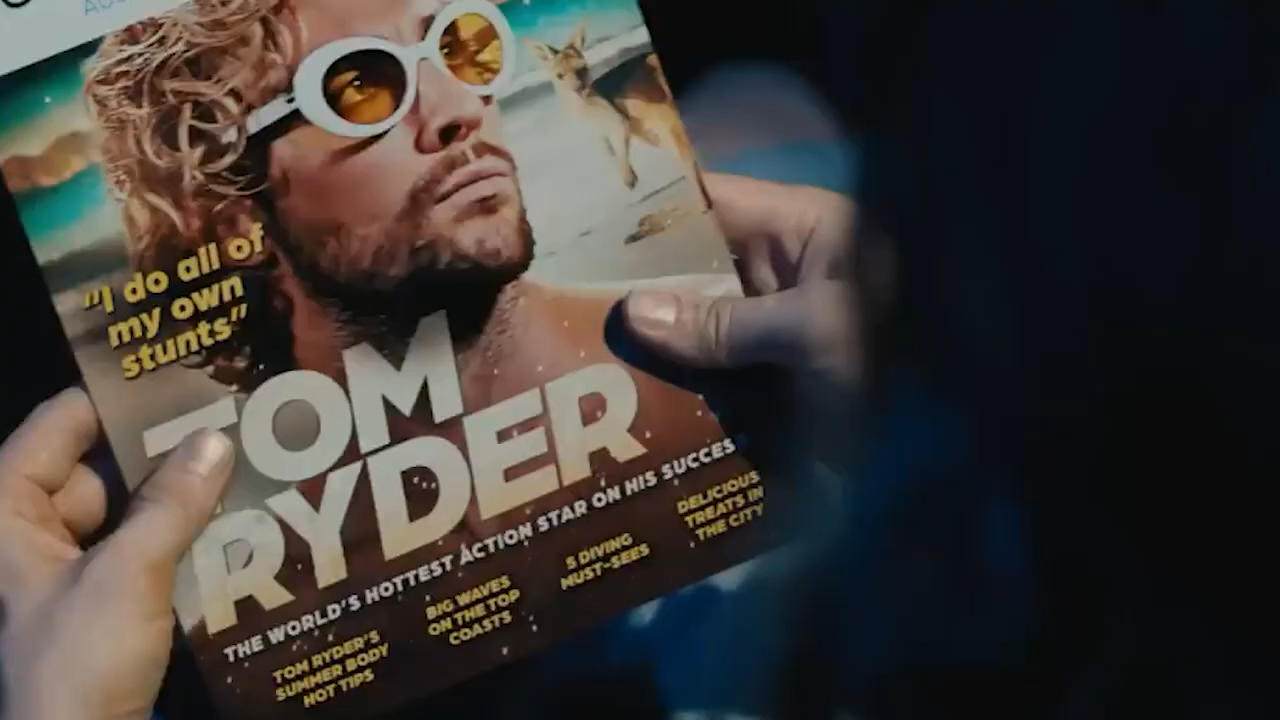 "I do all of
my own
stunts"
TOM
RYDER
THE WORLD'S HOTTEST ACTION STAR ON HIS SUCCES
TOM RYDER'S
SUMMER BODY
HOT TIPS
BIG WAVES
ON THE TOP
COASTS
5 DIVING
MUST-SEES
DELICIOUS
TREATS IN
THE CITY